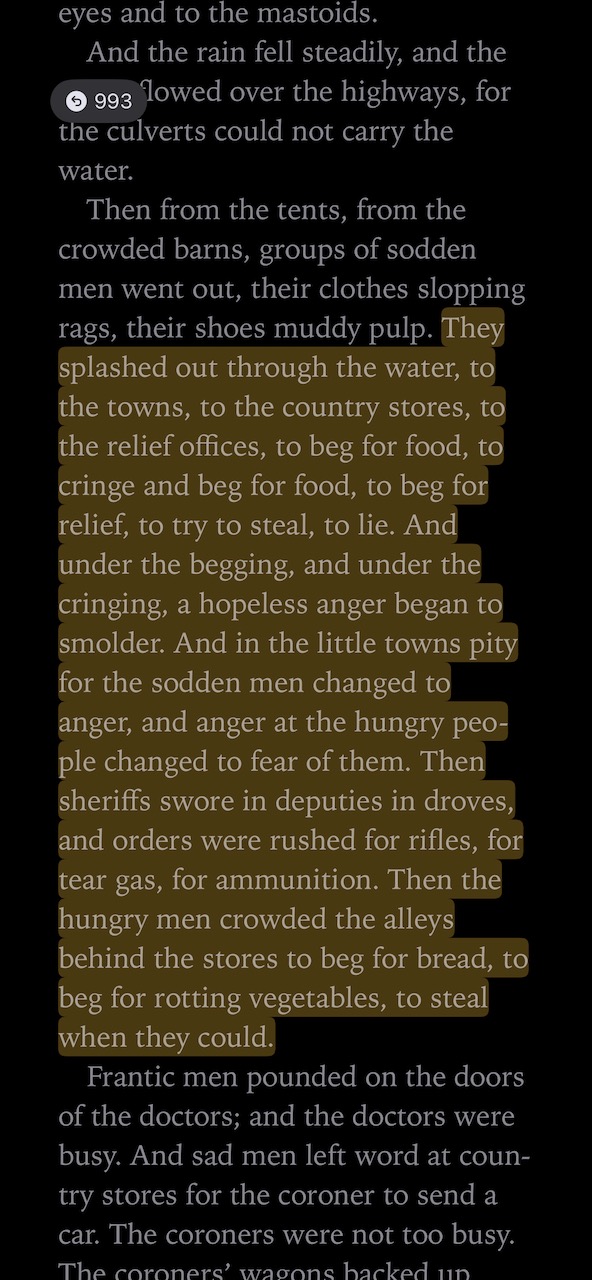 eyes and to the mastoids.
And the rain fell steadily, and the
993
flowed over the highways, for
the culverts could not carry the
water.
Then from the tents, from the
crowded barns, groups of sodden
men went out, their clothes slopping
rags, their shoes muddy pulp. They
splashed out through the water, to
the towns, to the country stores, to
the relief offices, to beg for food, to
cringe and beg for food, to beg for
relief, to try to steal, to lie. And
under the begging, and under the
cringing, a hopeless anger began to
smolder. And in the little towns pity
for the sodden men changed to
anger, and anger at the hungry peo-
ple changed to fear of them. Then
sheriffs swore in deputies in droves,
and orders were rushed for rifles, for
tear gas, for ammunition. Then the
hungry men crowded the alleys
behind the stores to beg for bread, to
beg for rotting vegetables, to steal
when they could.
Frantic men pounded on the doors
of the doctors; and the doctors were
busy. And sad men left word at coun-
try stores for the coroner to send a
car. The coroners were not too busy.
The coroners' wagons backed up